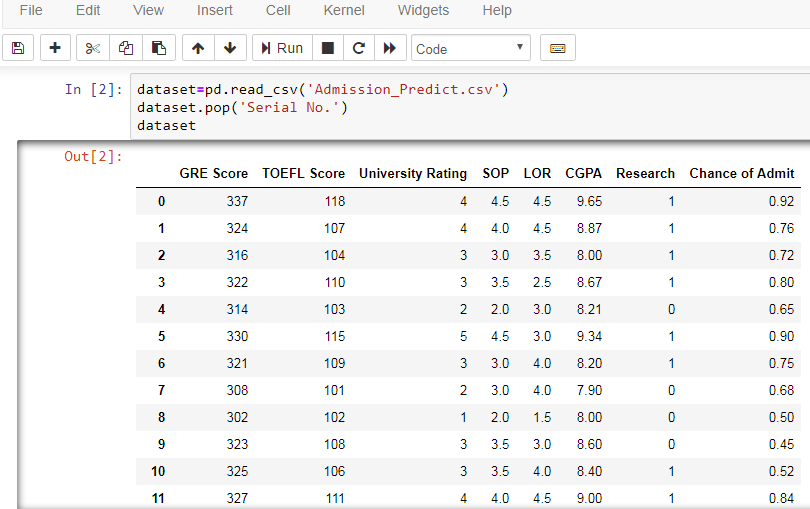 File Edit View Insert Cell Kernel Widgets Help
Run Code
In [2]: dataset=pd.read_csv('Admission_Predict.csv')
dataset.pop('Serial No.')
dataset
Out[2]:
GRE Score TOEFL Score University Rating SOP LOR CGPA Research Chance of Admit
0 337 118 4 4.5 4.5 9.65 1 0.92
1 324 107 4 4.0 4.5 8.87 1 0.76
2 316 104 3 3.0 3.5 8.00 1 0.72
3 322 110 3 3.5 2.5 8.67 1 0.80
4 314 103 2 2.0 3.0 8.21 0 0.65
5 330 115 5 4.5 3.0 9.34 1 0.90
6 321 109 3 3.0 4.0 8.20 1 0.75
7 308 101 2 3.0 4.0 7.90 0 0.68
8 302 102 1 2.0 1.5 8.00 0 0.50
9 323 108 3 3.5 3.0 8.60 0 0.45
10 325 106 3 3.5 4.0 8.40 1 0.52
11 327 111 4 4.0 4.5 9.00 1 0.84